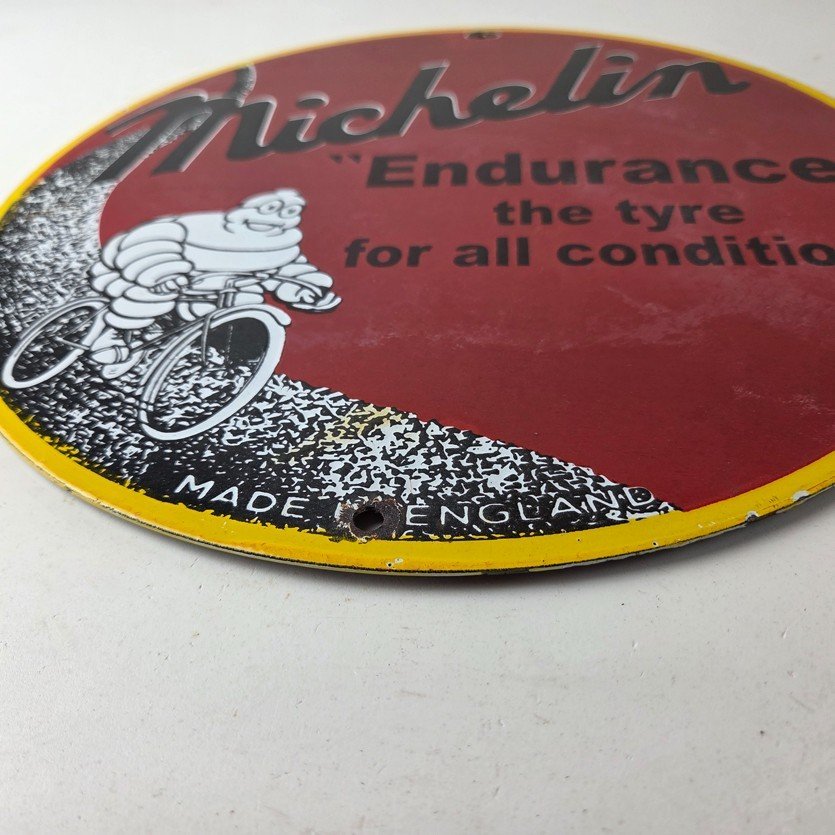 Michelin
"Endurance
the tyre
for all conditio
MADE ENGLAND